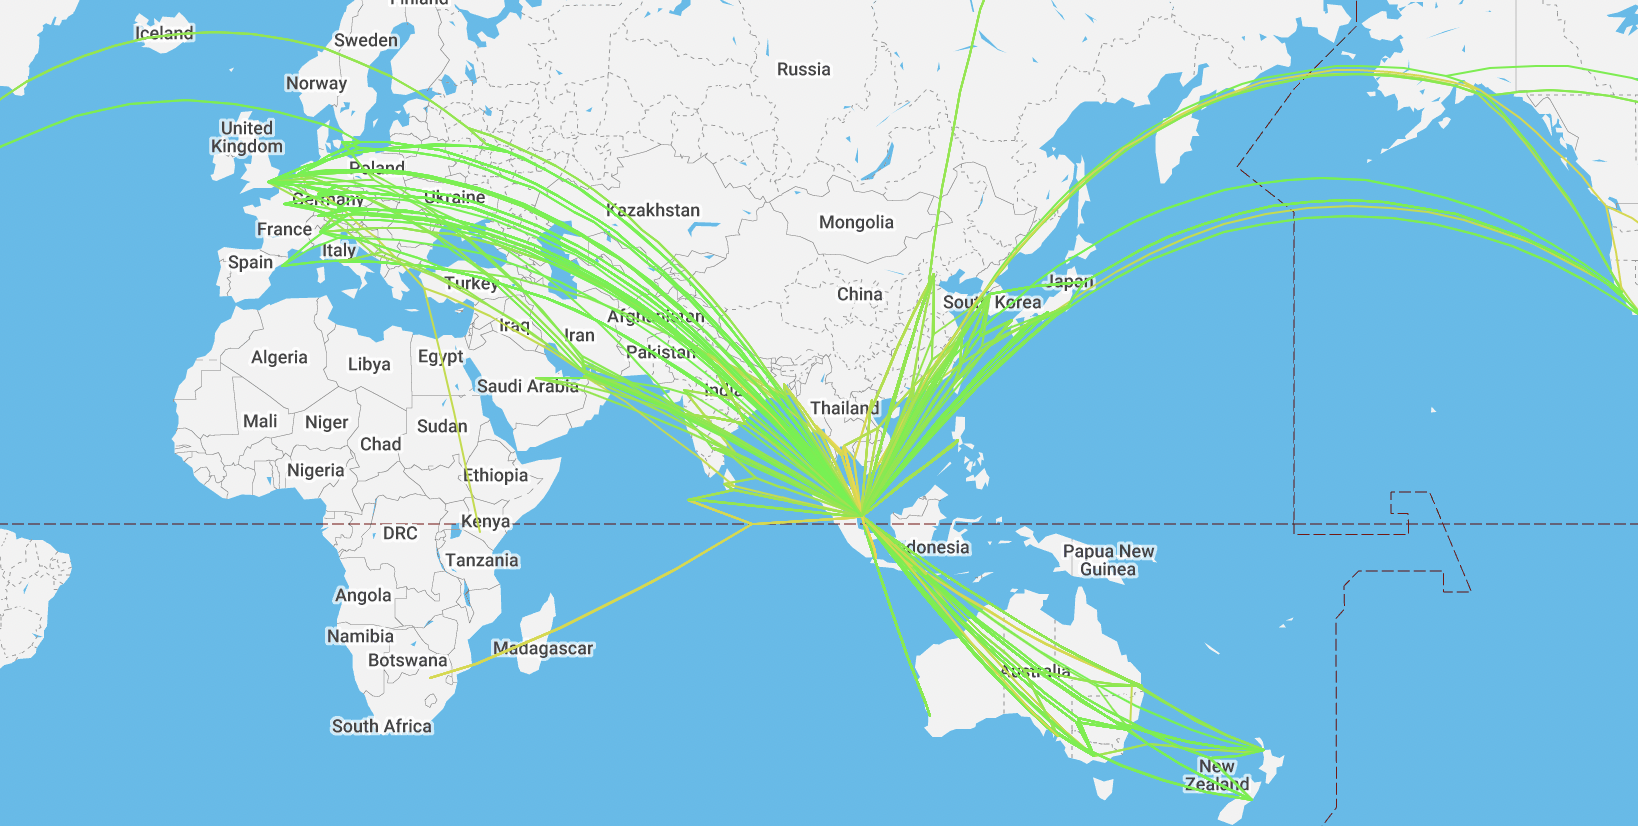 Finland
Iceland
Sweden
Russia
Norway
United
Kingdom
Poland
Germany
Ukraine
Kazakhstan
Mongolia
France
Italy
Spain
Turkey
China
South Korea
Japan
Afghanistan
Iraq
Iran
Pakistan
Algeria
Libya
Egypt
Saudi Arabia
India
Thailand
Mali
Niger
Sudan
Chad
Nigeria
Ethiopia
Kenya
DRC
Tanzania
Indonesia
Papua New
Guinea
Angola
Namibia
Botswana
Madagascar
Australia
South Africa
New
Zealand